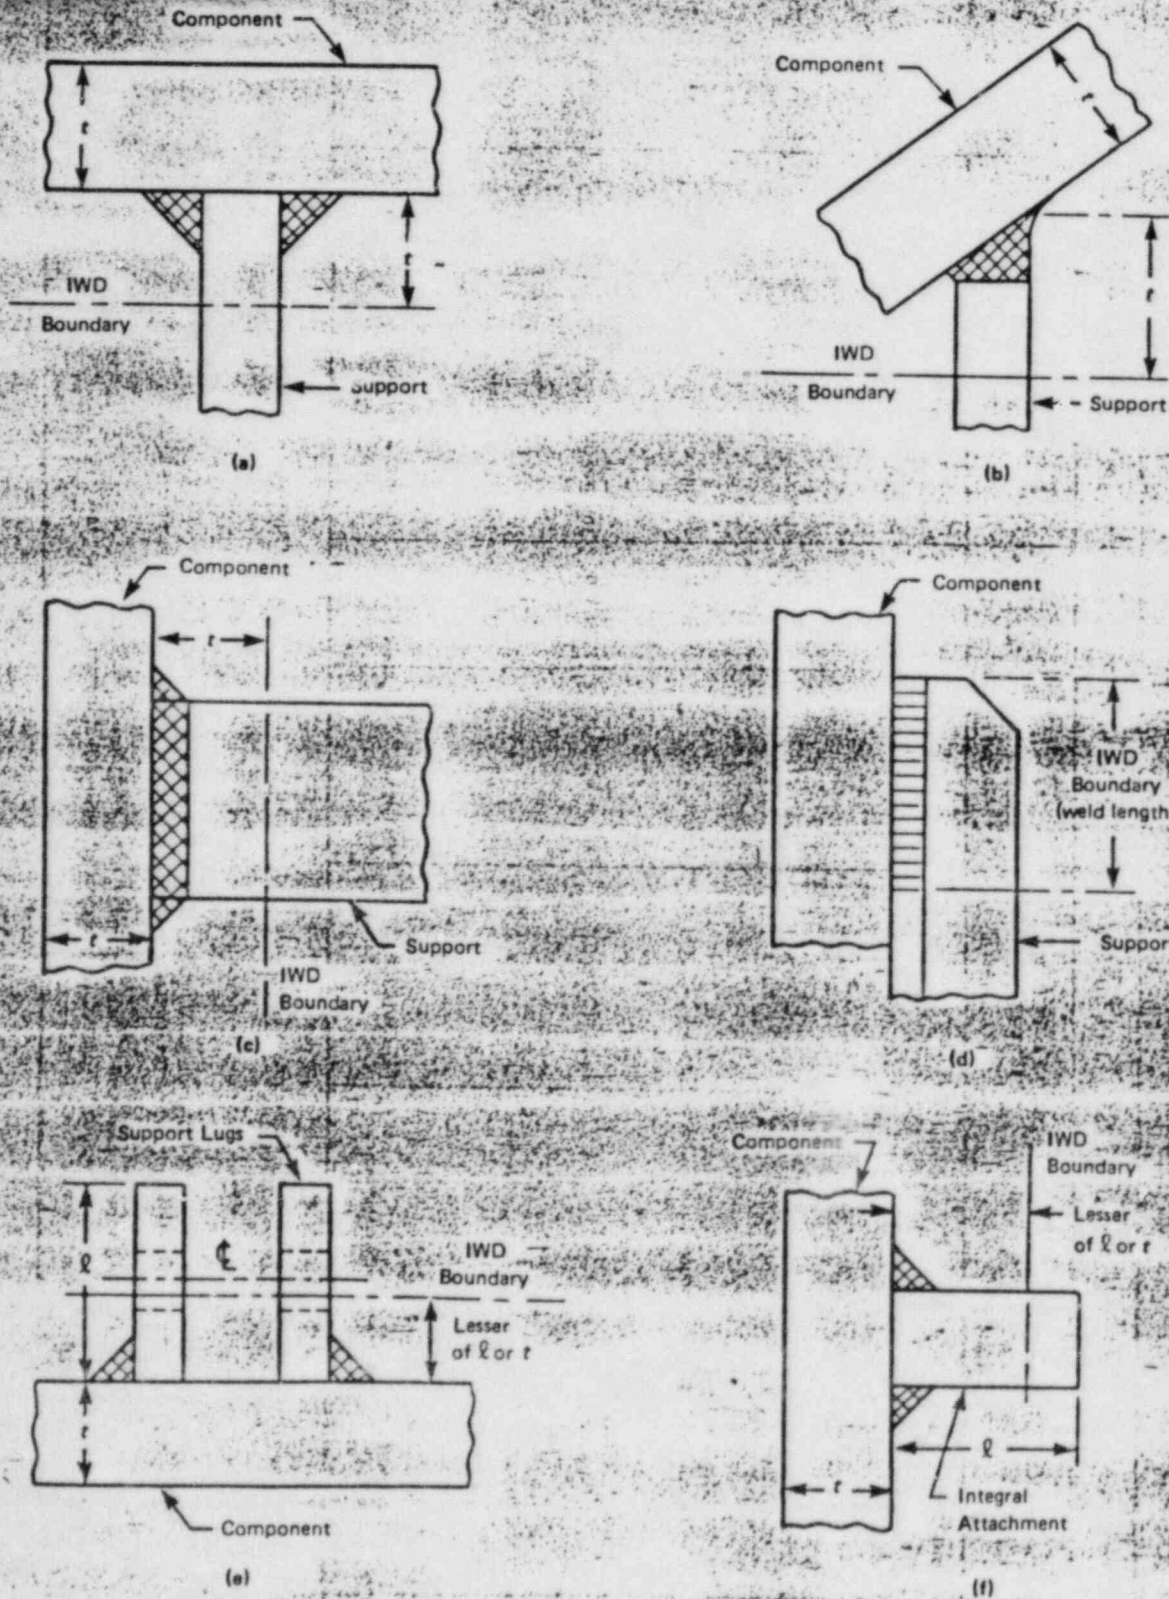 Component
t
t
IWD
Boundary
Support
(a)
Component
t
t
IWD
Boundary
Support
(b)
Component
t
t
Support
IWD
Boundary
(c)
Component
IWD
Boundary
(weld length
Suppor
(d)
Support Lugs
ℓ
℄
IWD
Boundary
Lesser
of ℓ or t
t
Component
(e)
Component
IWD
Boundary
Lesser
of ℓ or t
ℓ
t
Integral
Attachment
(f)